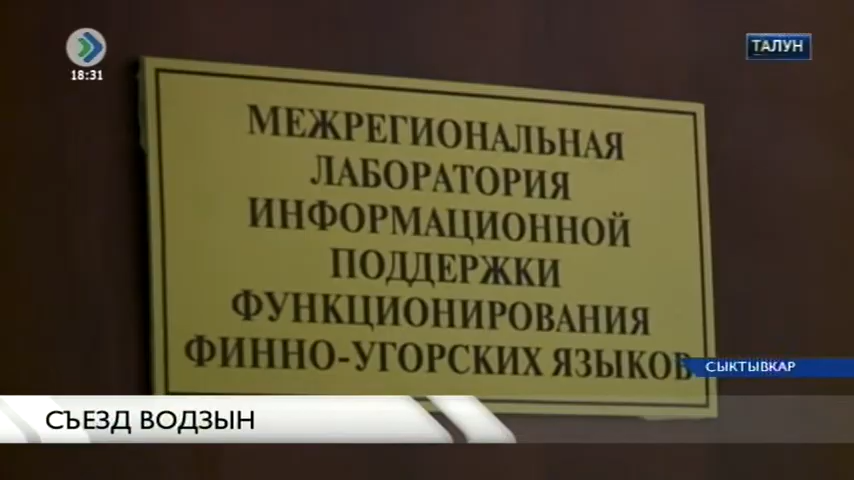 18:31
ТАЛУН
МЕЖРЕГИОНАЛЬНАЯ
ЛАБОРАТОРИЯ
ИНФОРМАЦИОННОЙ
ПОДДЕРЖКИ
ФУНКЦИОНИРОВАНИЯ
ФИННО-УГОРСКИХ ЯЗЫКОВ
СЫКТЫВКАР
СЪЕЗД ВОДЗЫН